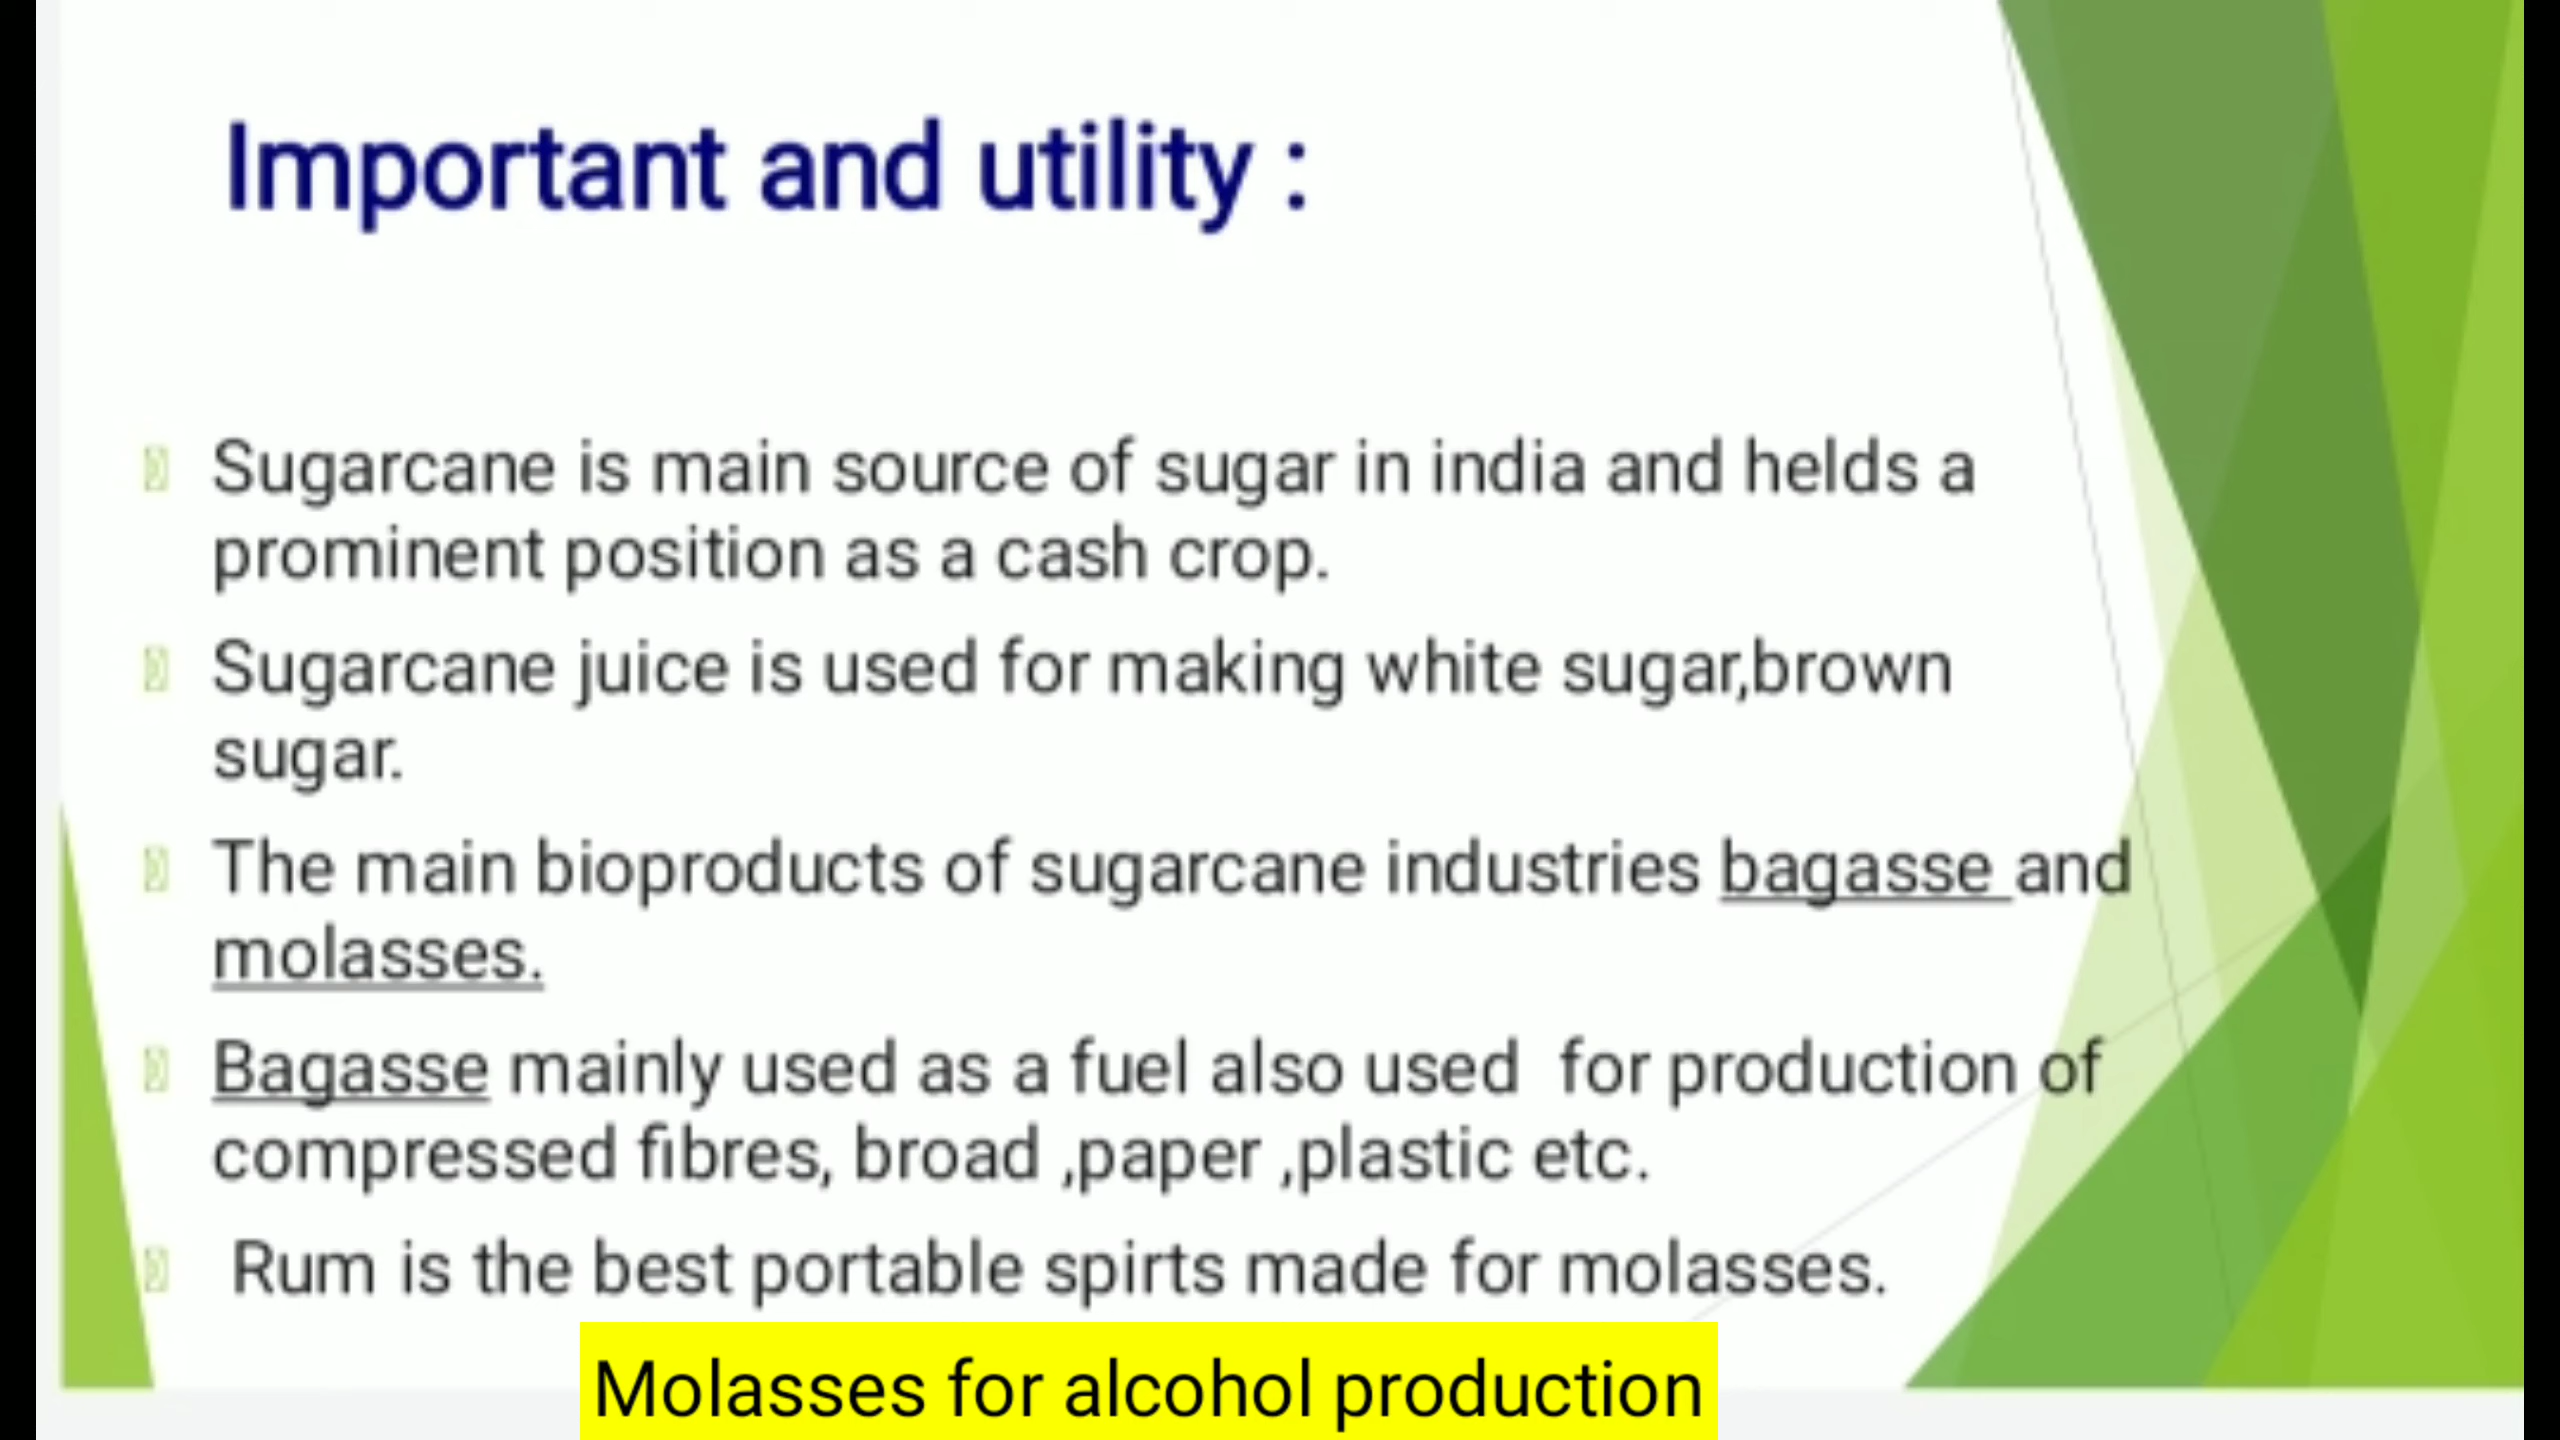 Important and utility :
Sugarcane is main source of sugar in india and helds a
prominent position as a cash crop.
Sugarcane juice is used for making white sugar,brown
sugar.
The main bioproducts of sugarcane industries bagasse and
molasses.
Bagasse mainly used as a fuel also used  for production of
compressed fibres, broad ,paper ,plastic etc.
Rum is the best portable spirts made for molasses.
Molasses for alcohol production